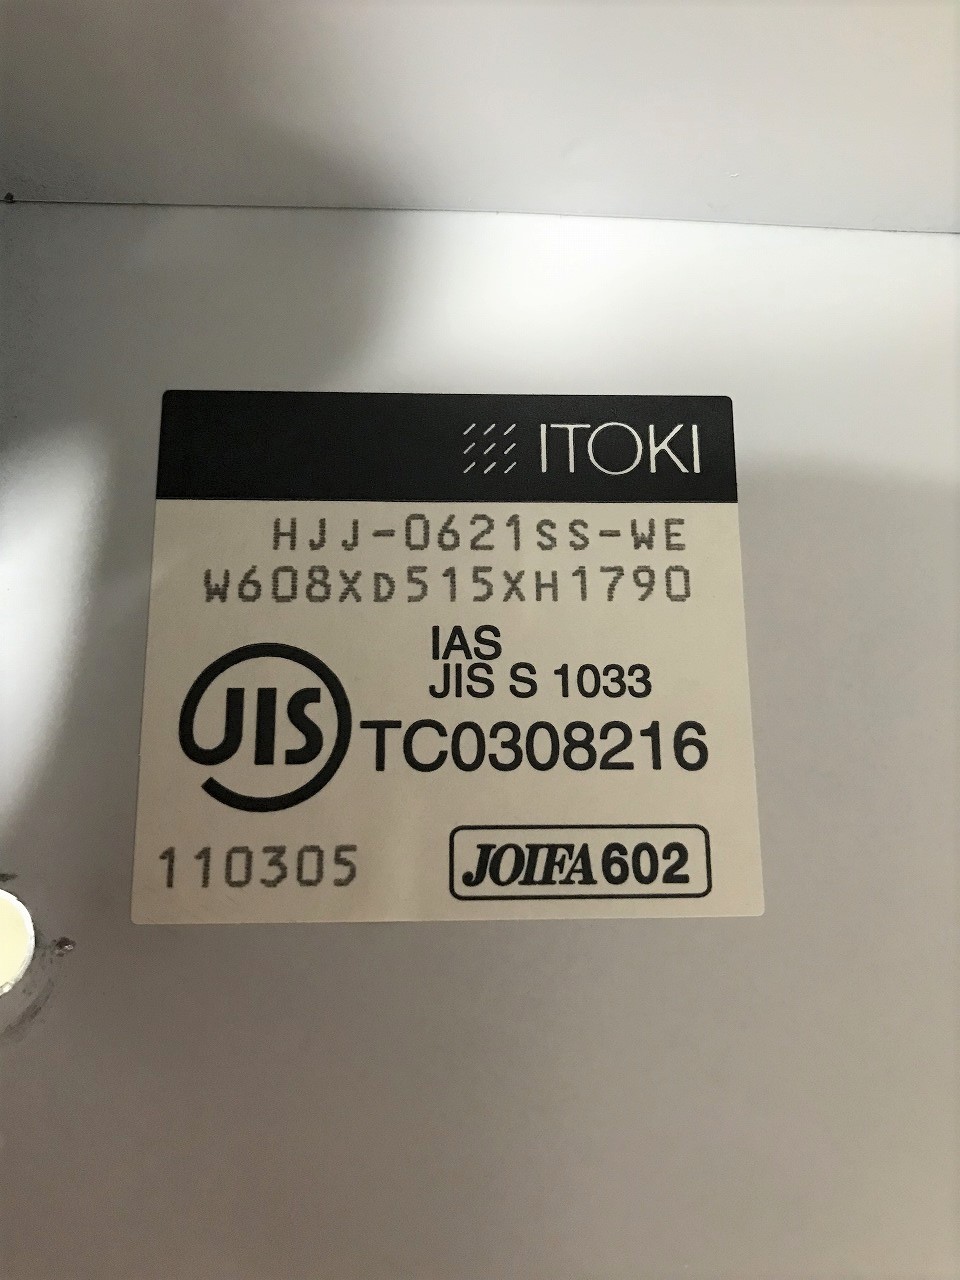 ITOKI
HJJ-0621SS-WE
W608XD515XH1790
IAS
JIS S 1033
JIS
TC0308216
110305
JOIFA602